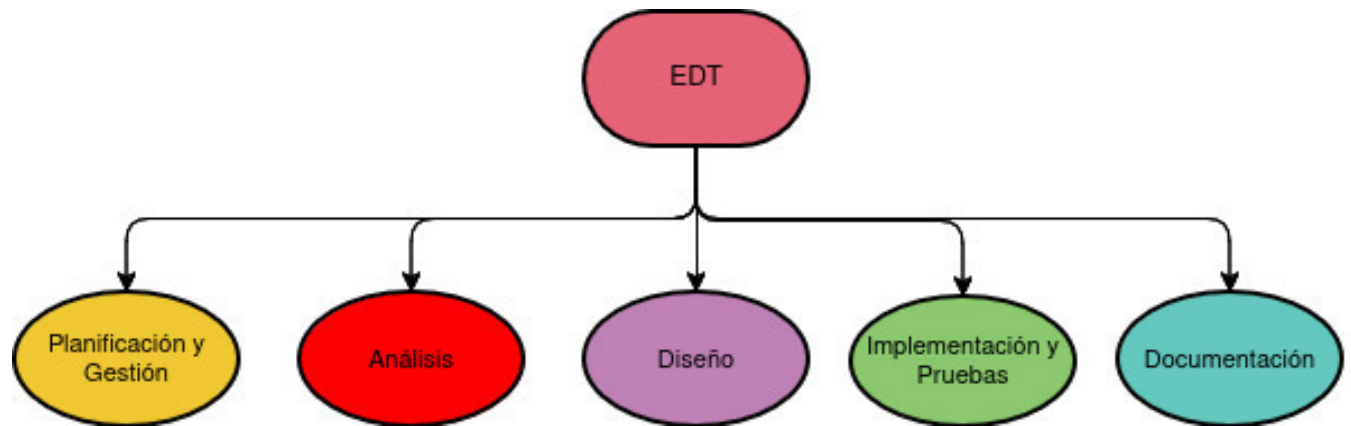 EDT
Planificación y
Gestión
Análisis
Diseño
Implementación y
Pruebas
Documentación